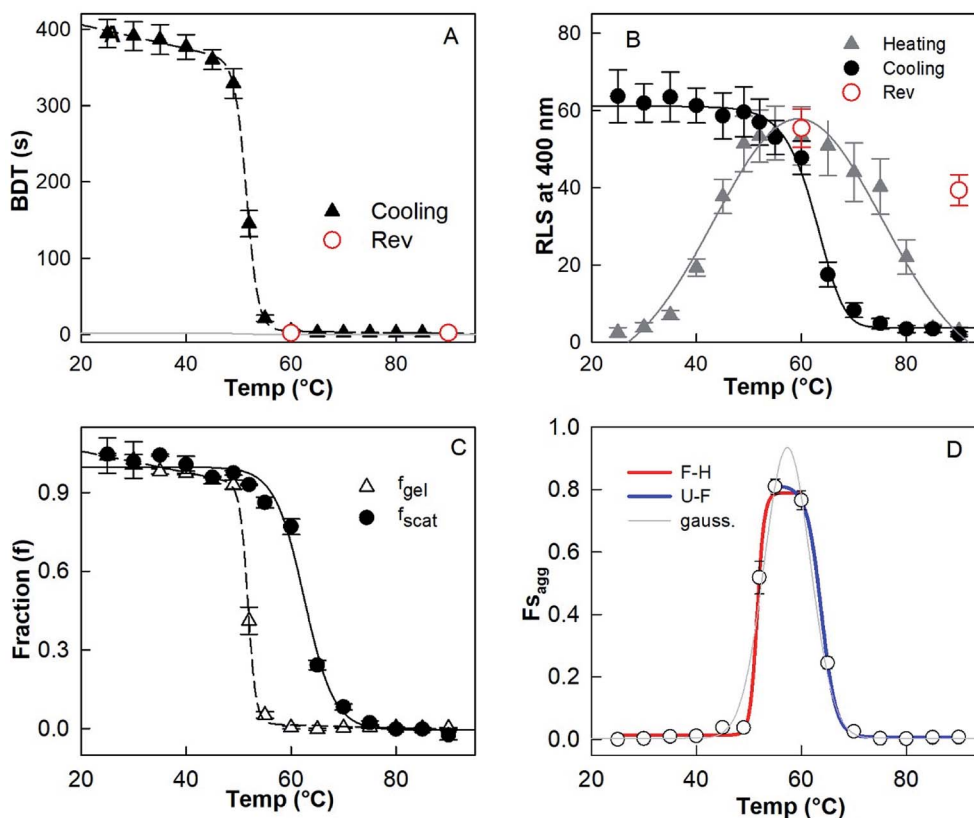 A
BDT (s)
400
300
200
100
0
Cooling
Rev
20 40 60 80
Temp (°C)
B
RLS at 400 nm
80
60
40
20
0
Heating
Cooling
Rev
20 40 60 80
Temp (°C)
C
Fraction (f)
0.9
0.6
0.3
0.0
fgel
fscat
20 40 60 80
Temp (°C)
D
Fsagg
1.0
0.8
0.6
0.4
0.2
0.0
F-H
U-F
gauss.
20 40 60 80
Temp (°C)